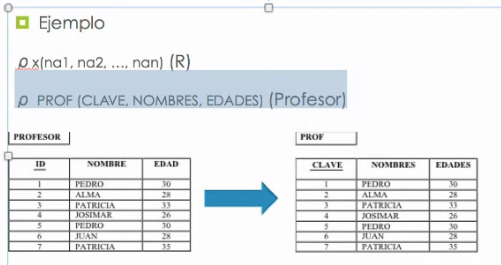 Ejemplo
ρ x(na1, na2, ..., nan) (R)
ρ PROF (CLAVE, NOMBRES, EDADES) (Profesor)
PROFESOR
ID NOMBRE EDAD
1 PEDRO 30
2 ALMA 28
3 PATRICIA 33
4 JOSIMAR 26
5 PEDRO 30
6 JUAN 28
7 PATRICIA 35
PROF
CLAVE NOMBRES EDADES
1 PEDRO 30
2 ALMA 28
3 PATRICIA 33
4 JOSIMAR 26
5 PEDRO 30
6 JUAN 28
7 PATRICIA 35